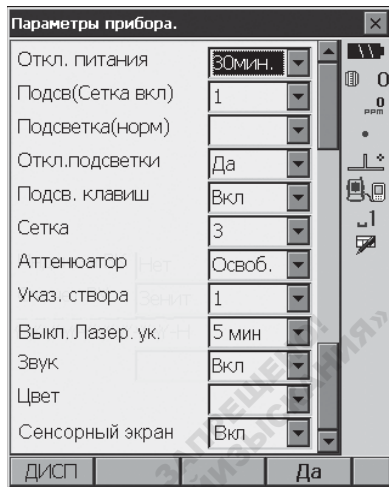 Параметры прибора.
Откл. питания 30мин.
Подсв(Сетка вкл) 1
Подсветка(норм)
Откл.подсветки Да
Подсв. клавиш Вкл
Сетка 3
Аттенюатор Освоб.
Указ. створа 1
Выкл. Лазер. ук. 5 мин
Звук Вкл
Цвет
Сенсорный экран Вкл
ДИСП Да
0
0
PPM
1